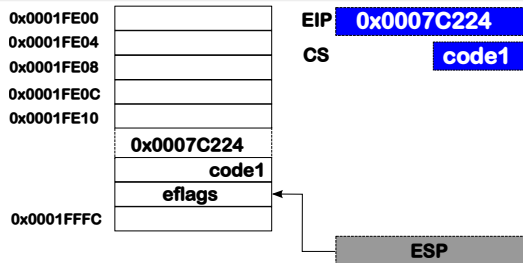 0x0001FE00
EIP 0x0007C224
0x0001FE04
CS code1
0x0001FE08
0x0001FE0C
0x0001FE10
0x0007C224
code1
eflags
0x0001FFFC
ESP